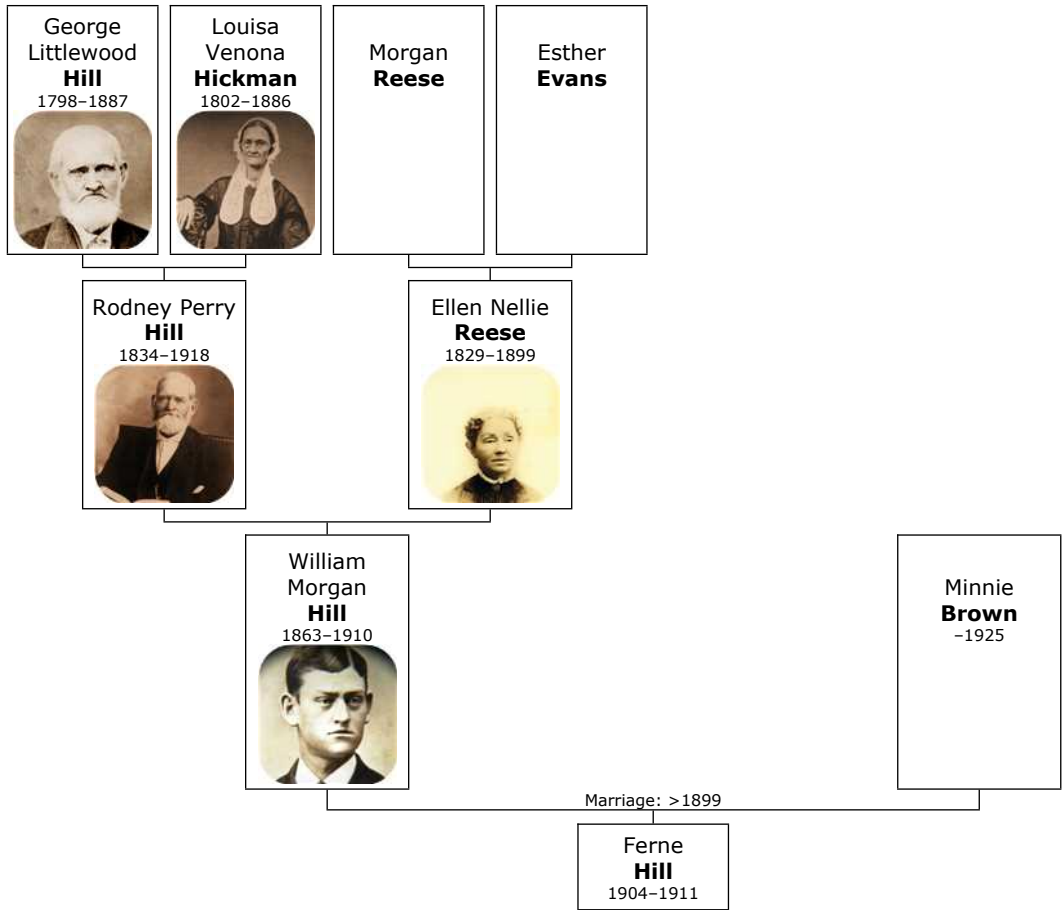 George
Littlewood
Hill
1798–1887
Louisa
Venona
Hickman
1802–1886
Morgan
Reese
Esther
Evans
Rodney Perry
Hill
1834–1918
Ellen Nellie
Reese
1829–1899
William
Morgan
Hill
1863–1910
Minnie
Brown
–1925
Marriage: >1899
Ferne
Hill
1904–1911